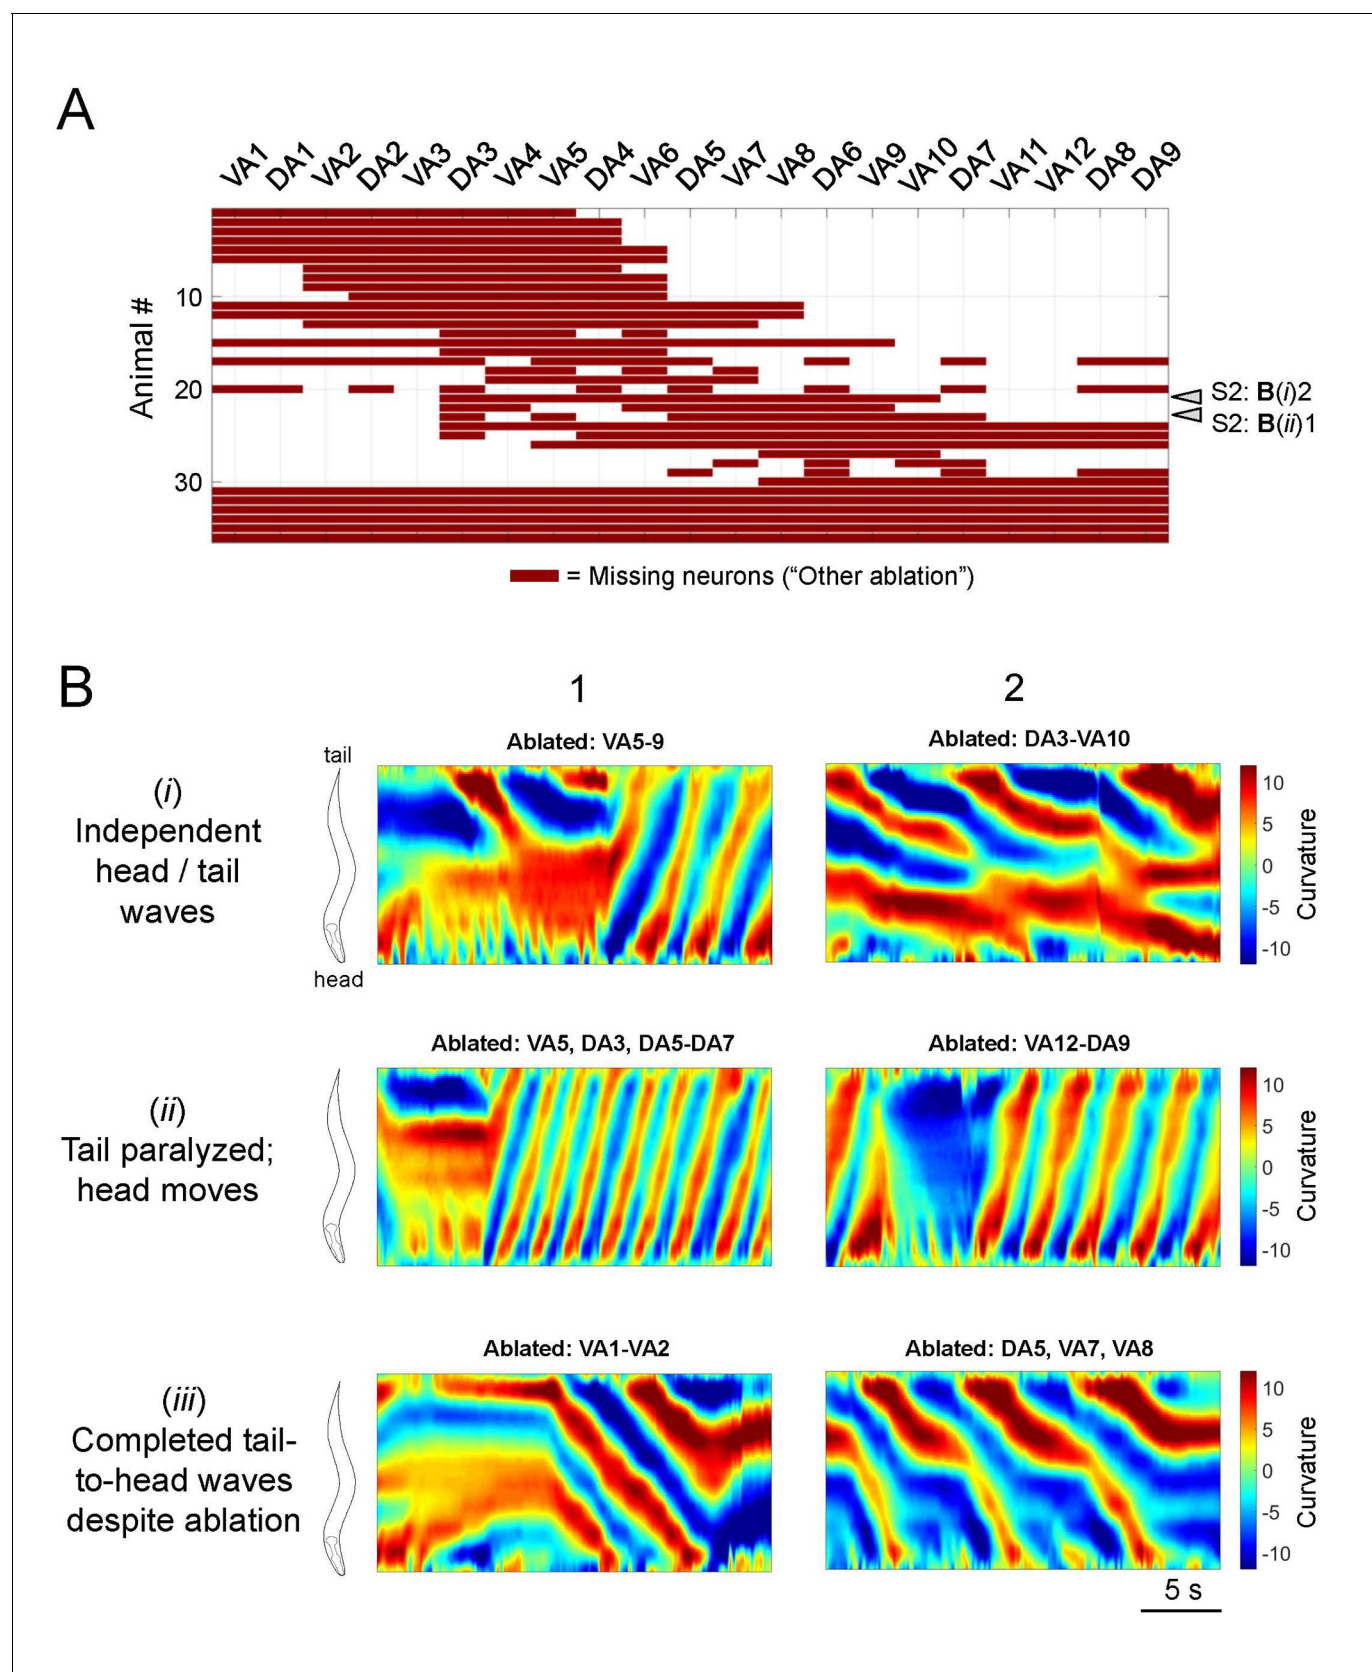 A
VA1 DA1 VA2 DA2 VA3 DA3 VA4 VA5 DA4 VA6 DA5 VA7 VA8 DA6 VA9 VA10 DA7 VA11 VA12 DA8 DA9
Animal #
10
20
30
S2: B(i)2
S2: B(ii)1
= Missing neurons (“Other ablation”)
B
1
2
(i)
Independent
head / tail
waves
tail
head
Ablated: VA5-9
Ablated: DA3-VA10
10
5
0
-5
-10
Curvature
(ii)
Tail paralyzed;
head moves
Ablated: VA5, DA3, DA5-DA7
Ablated: VA12-DA9
10
5
0
-5
-10
Curvature
(iii)
Completed tail-
to-head waves
despite ablation
Ablated: VA1-VA2
Ablated: DA5, VA7, VA8
10
5
0
-5
-10
Curvature
5 s